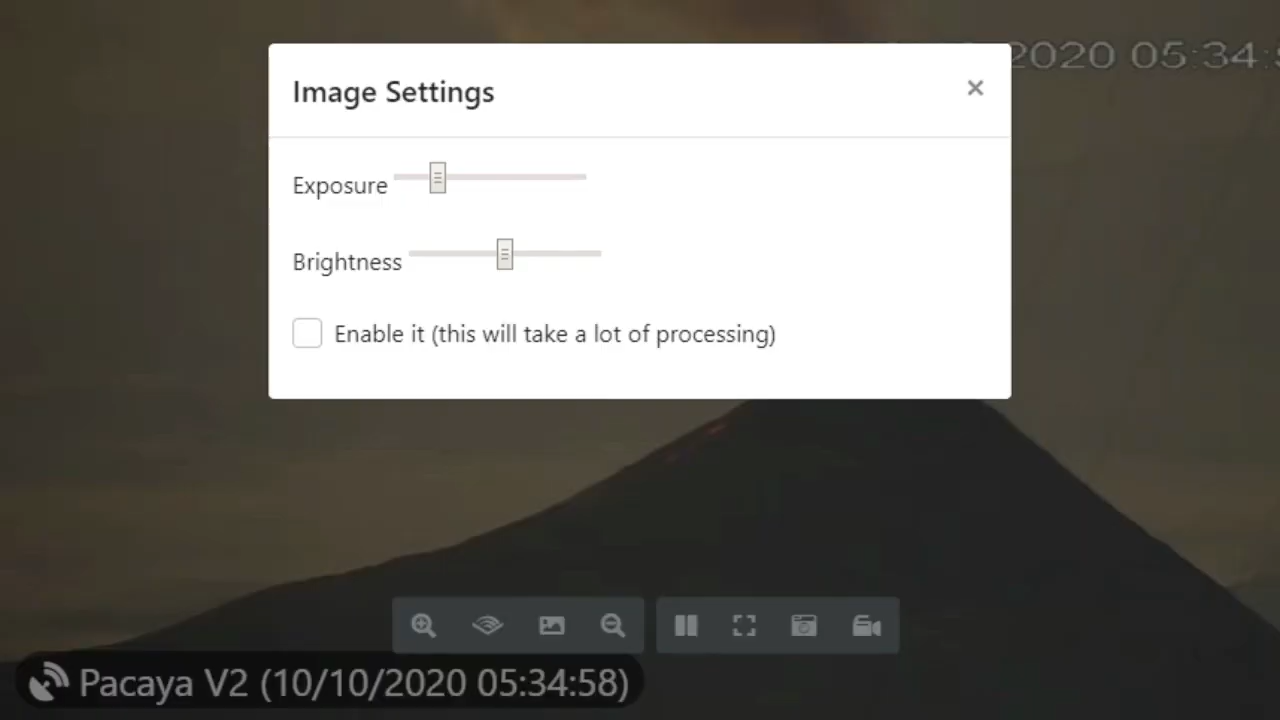 2020 05:34:5
Image Settings
Exposure
Brightness
Enable it (this will take a lot of processing)
Pacaya V2 (10/10/2020 05:34:58)